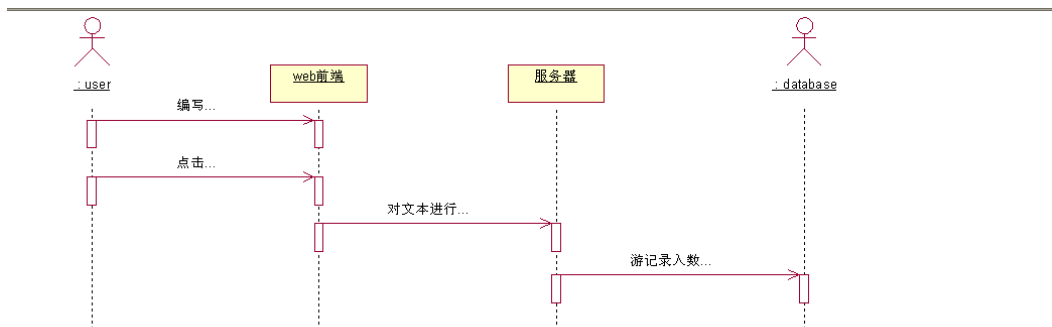 : user
web前端
服务器
: database
编写...
点击...
对文本进行...
游记录入数...